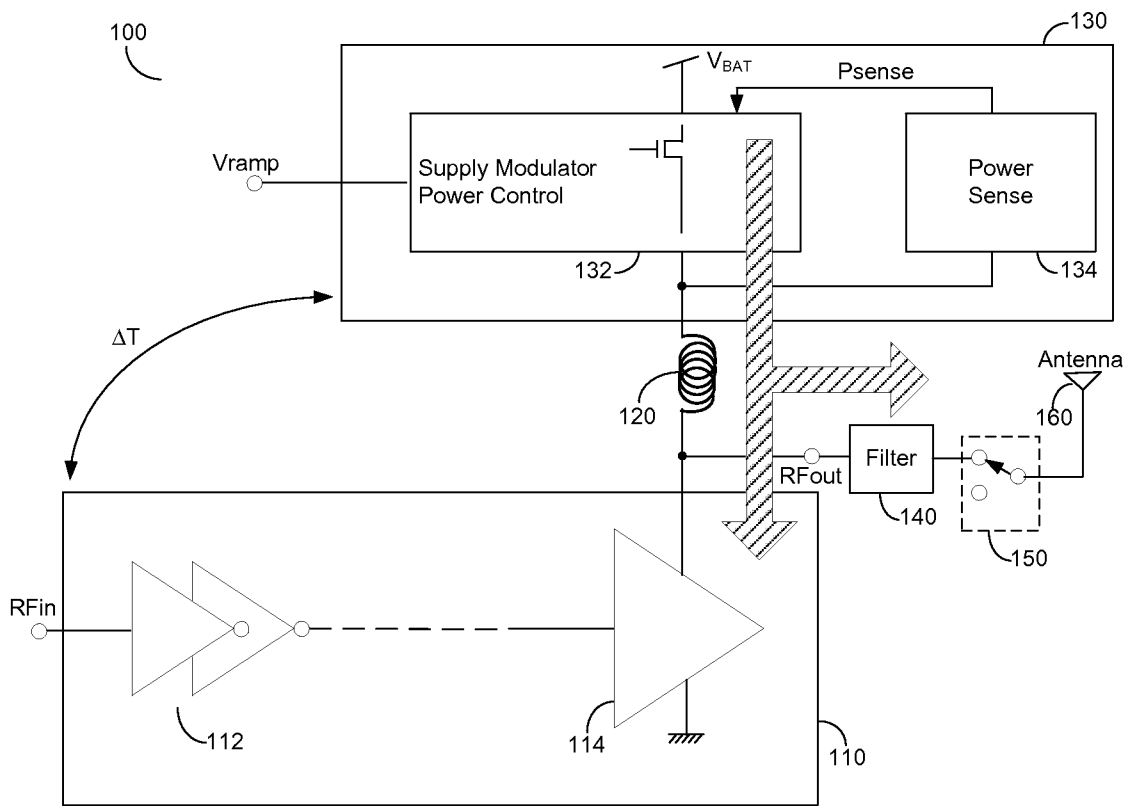 100
130
VBAT
Psense
Vramp
Supply Modulator
Power Control
Power
Sense
132
134
ΔT
Antenna
120
160
RFout
Filter
140
150
RFin
112
114
110